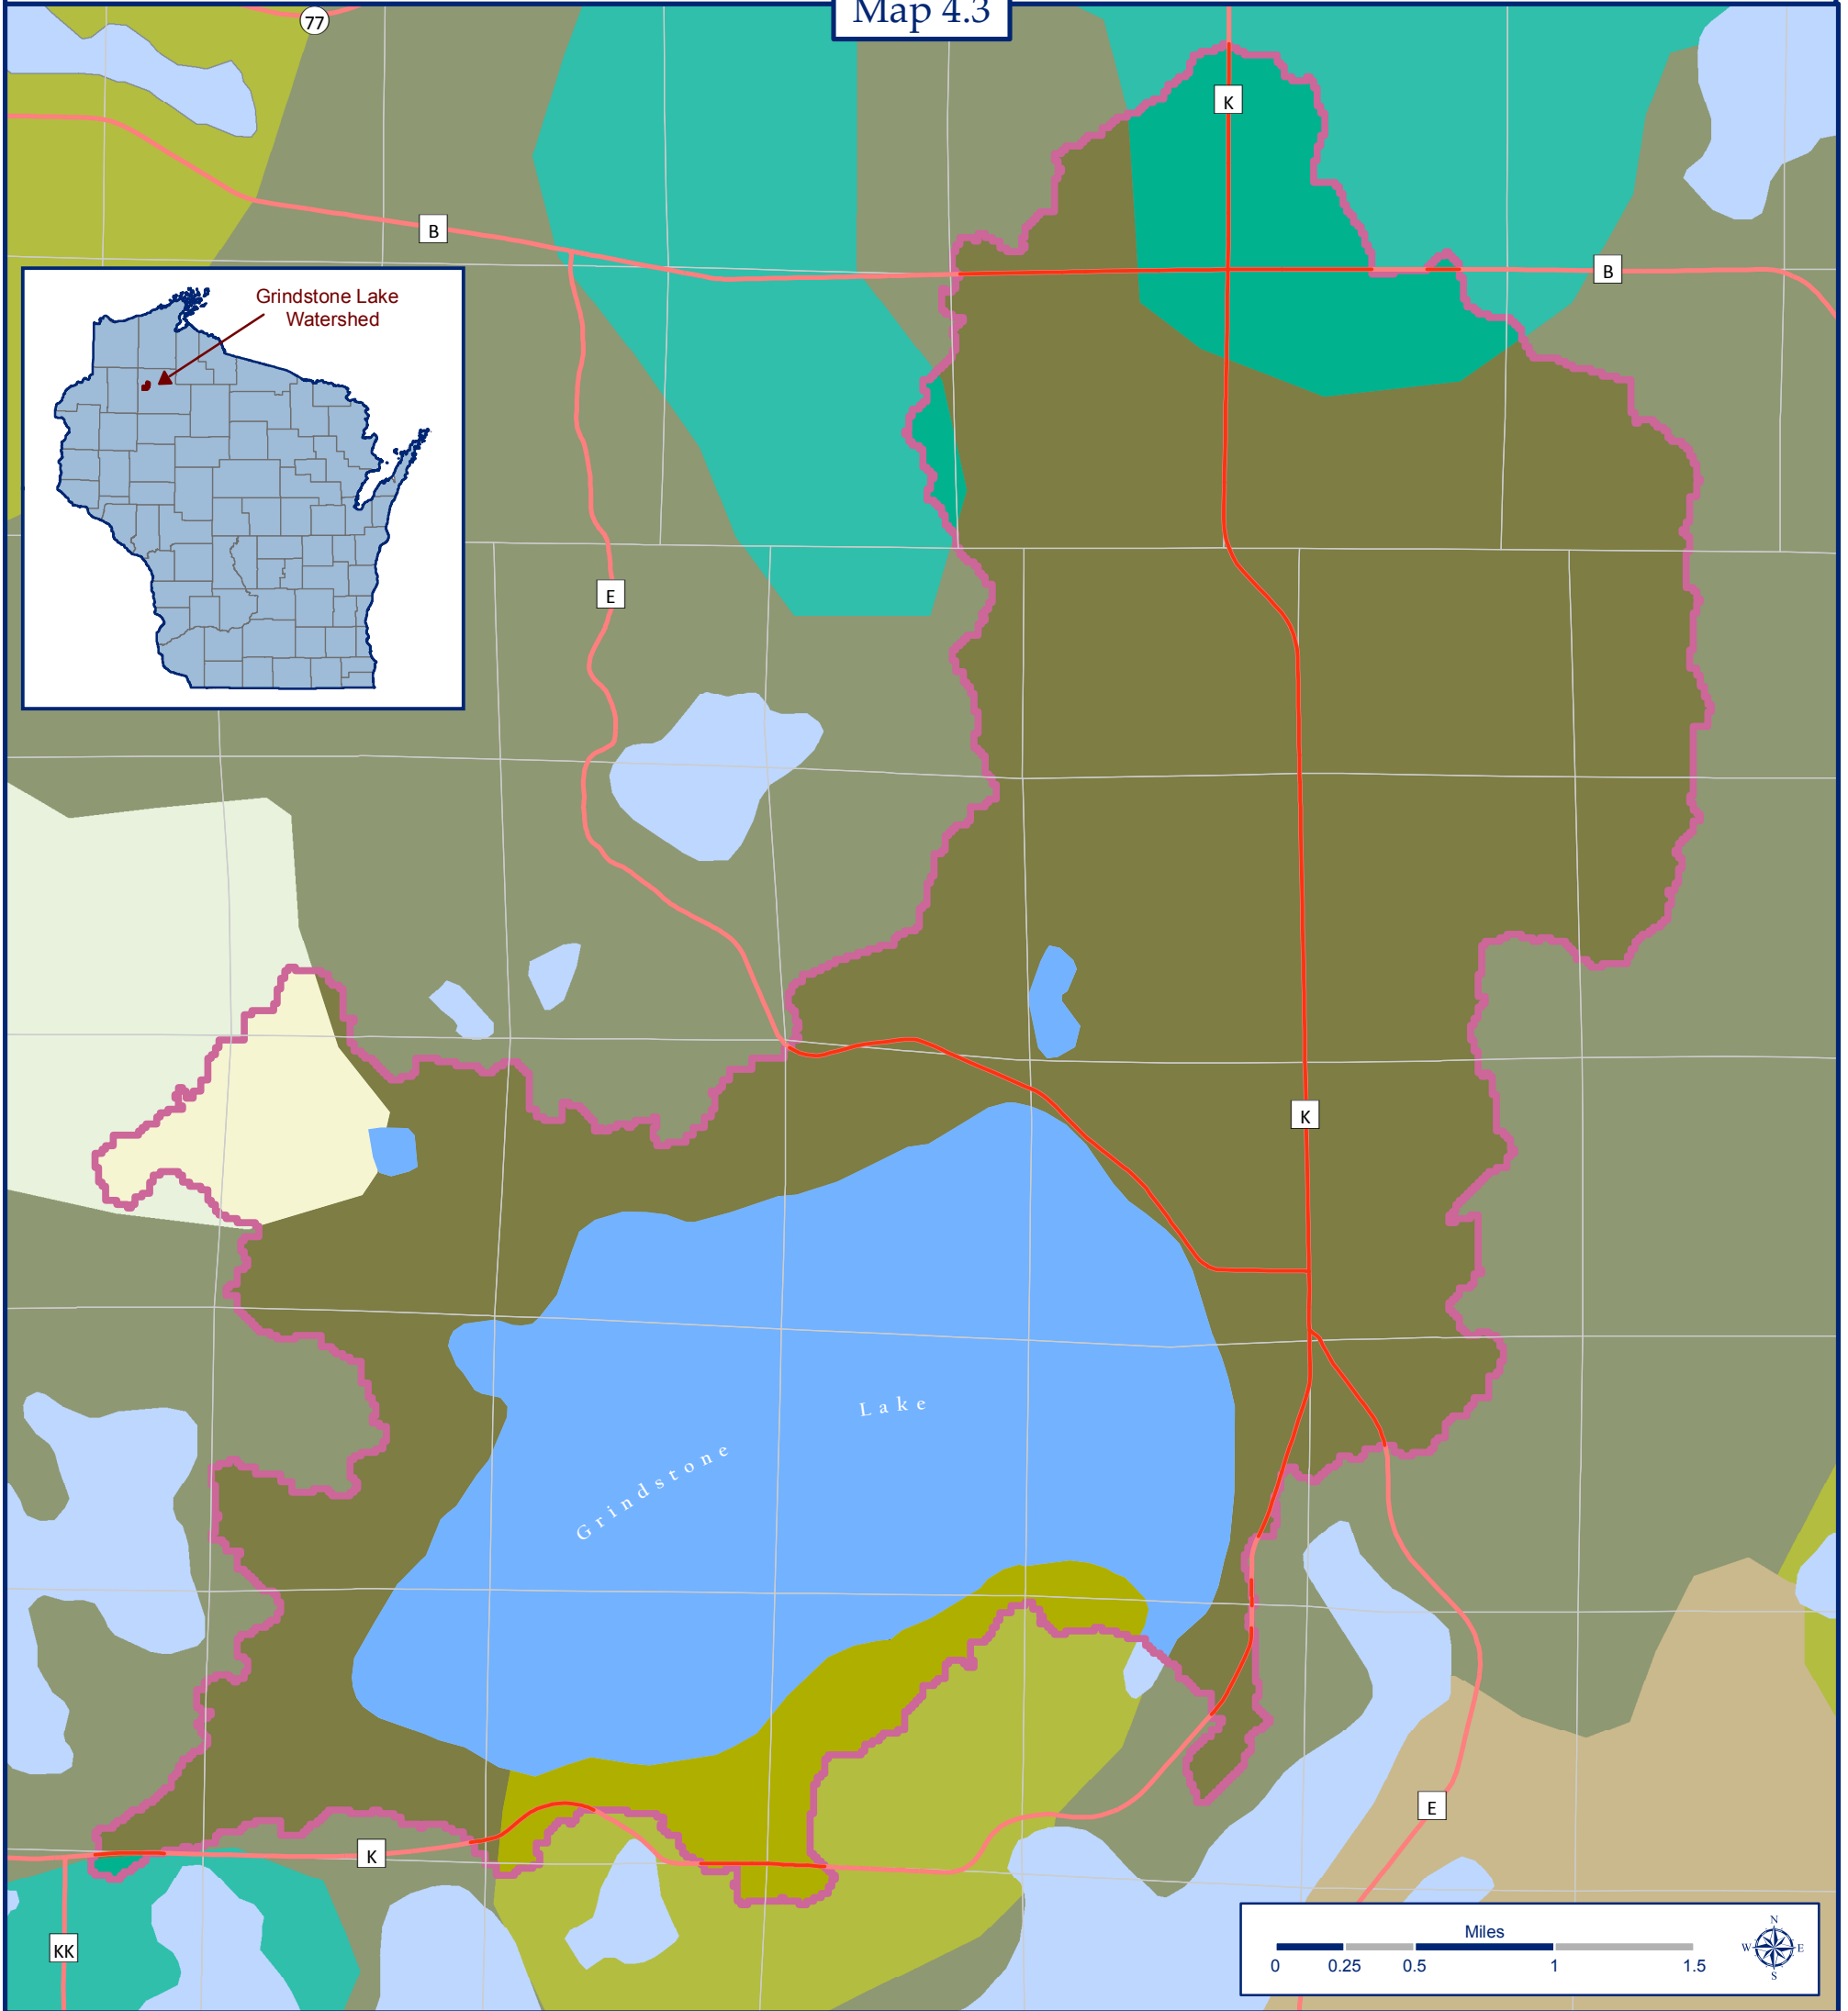 Map 4.3
77
K
B
B
Grindstone Lake
Watershed
E
K
Lake
Grindstone
E
K
KK
Miles
0 0.25 0.5 1 1.5
N
W E
S